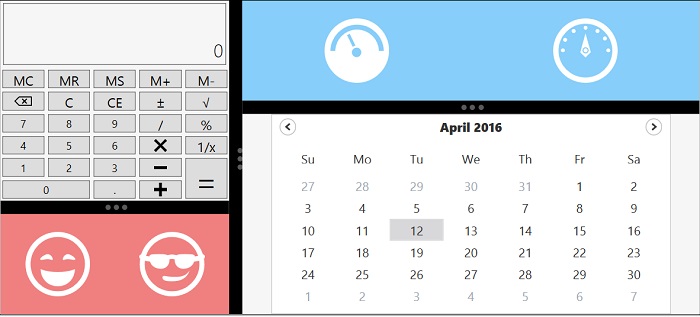 0
MC MR MS M+ M-
C CE ± √
7 8 9 / %
4 5 6 × 1/x
1 2 3 − =
0 . +
April 2016
Su Mo Tu We Th Fr Sa
27 28 29 30 31 1 2
3 4 5 6 7 8 9
10 11 12 13 14 15 16
17 18 19 20 21 22 23
24 25 26 27 28 29 30
1 2 3 4 5 6 7